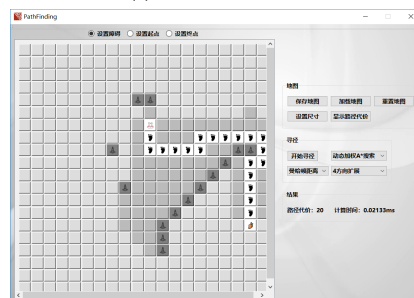 PathFinding
设置障碍 设置起点 设置终点
地图
保存地图 加载地图 重置地图
设置尺寸 显示路径代价
寻径
开始寻径 动态加权A*搜索
曼哈顿距离 4方向扩展
结果
路径代价：20 计算时间：0.02133ms